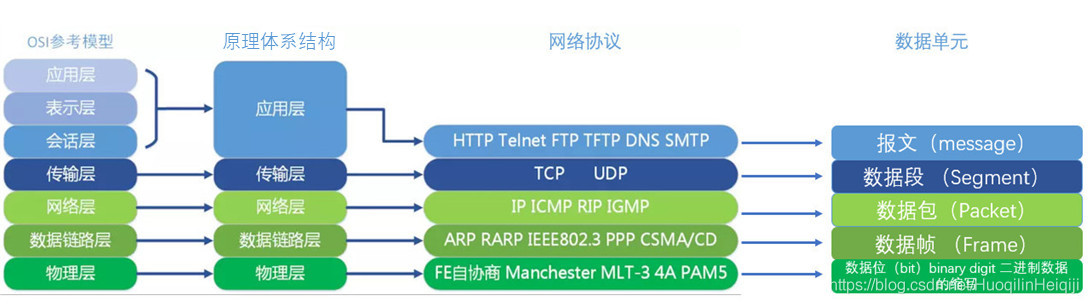 OSI参考模型
原理体系结构
网络协议
数据单元
应用层
表示层
会话层
传输层
网络层
数据链路层
物理层
应用层
传输层
网络层
数据链路层
物理层
HTTP Telnet FTP TFTP DNS SMTP
TCP UDP
IP ICMP RIP IGMP
ARP RARP IEEE802.3 PPP CSMA/CD
FE自协商 Manchester MLT-3 4A PAM5
报文（message）
数据段 （Segment）
数据包（Packet）
数据帧 （Frame）
数据位（bit）binary digit 二进制数据
的缩写
https://blog.csdn.net/HuoqilinHeiqiji